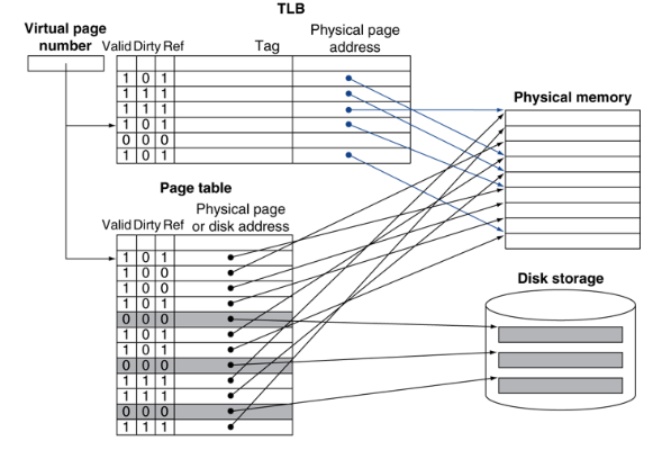 TLB
Virtual page
number
Valid Dirty Ref
Tag
Physical page
address
1 0 1
1 1 1
1 1 1
1 0 1
0 0 0
1 0 1
Physical memory
Page table
Physical page
or disk address
Valid Dirty Ref
1 0 1
1 0 0
1 0 0
1 0 1
0 0 0
1 0 1
1 0 1
0 0 0
1 1 1
1 1 1
0 0 0
1 1 1
Disk storage